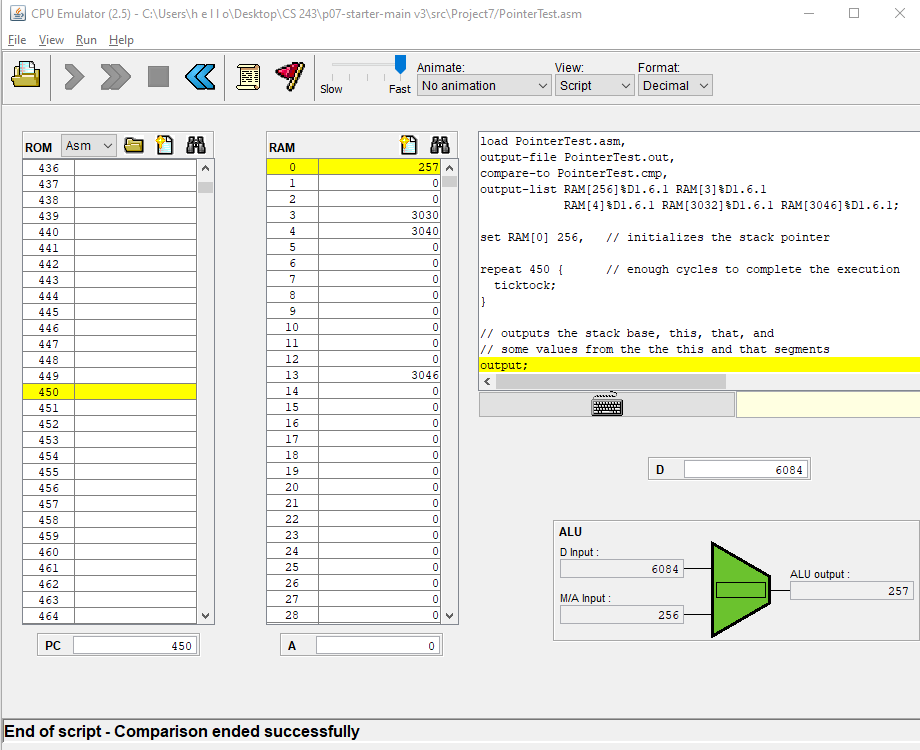 CPU Emulator (2.5) - C:\Users\h e l l o\Desktop\CS 243\p07-starter-main v3\src\Project7/PointerTest.asm
File View Run Help
Slow Fast
Animate: View: Format:
No animation Script Decimal
ROM Asm
436
437
438
439
440
441
442
443
444
445
446
447
448
449
450
451
452
453
454
455
456
457
458
459
460
461
462
463
464
PC 450
RAM
0 257
1 0
2 0
3 3030
4 3040
5 0
6 0
7 0
8 0
9 0
10 0
11 0
12 0
13 3046
14 0
15 0
16 0
17 0
18 0
19 0
20 0
21 0
22 0
23 0
24 0
25 0
26 0
27 0
28 0
A 0
load PointerTest.asm,
output-file PointerTest.out,
compare-to PointerTest.cmp,
output-list RAM[256]%D1.6.1 RAM[3]%D1.6.1
RAM[4]%D1.6.1 RAM[3032]%D1.6.1 RAM[3046]%D1.6.1;
set RAM[0] 256, // initializes the stack pointer
repeat 450 { // enough cycles to complete the execution
ticktock;
}
// outputs the stack base, this, that, and
// some values from the the this and that segments
output;
D 6084
ALU
D Input :
6084
M/A Input :
256
ALU output :
257
End of script - Comparison ended successfully